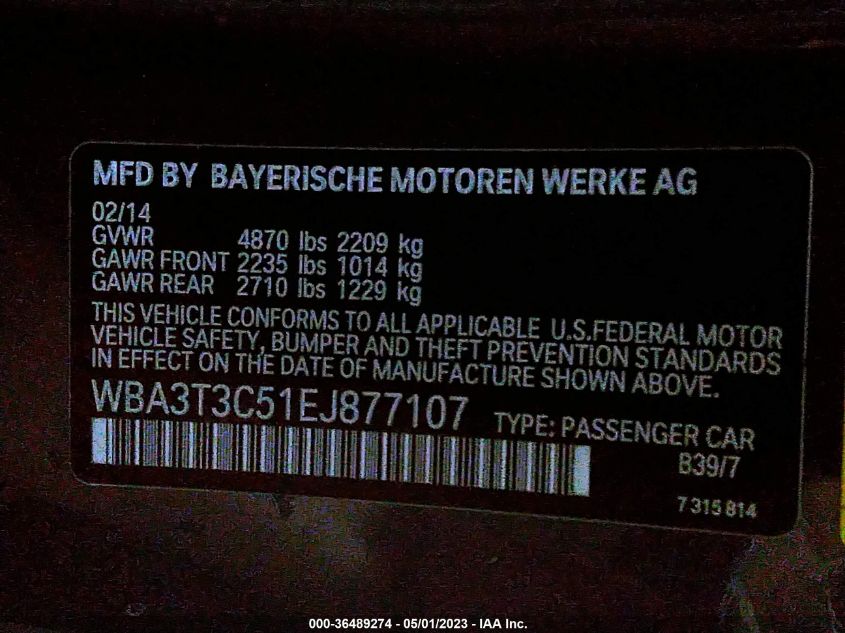 MFD BY BAYERISCHE MOTOREN WERKE AG
02/14
GVWR 4870 lbs 2209 kg
GAWR FRONT 2235 lbs 1014 kg
GAWR REAR 2710 lbs 1229 kg
THIS VEHICLE CONFORMS TO ALL APPLICABLE U.S.FEDERAL MOTOR
VEHICLE SAFETY, BUMPER AND THEFT PREVENTION STANDARDS
IN EFFECT ON THE DATE OF MANUFACTURE SHOWN ABOVE.
WBA3T3C51EJ877107 TYPE: PASSENGER CAR
B39/7
7 315 814
000-36489274 - 05/01/2023 - IAA Inc.